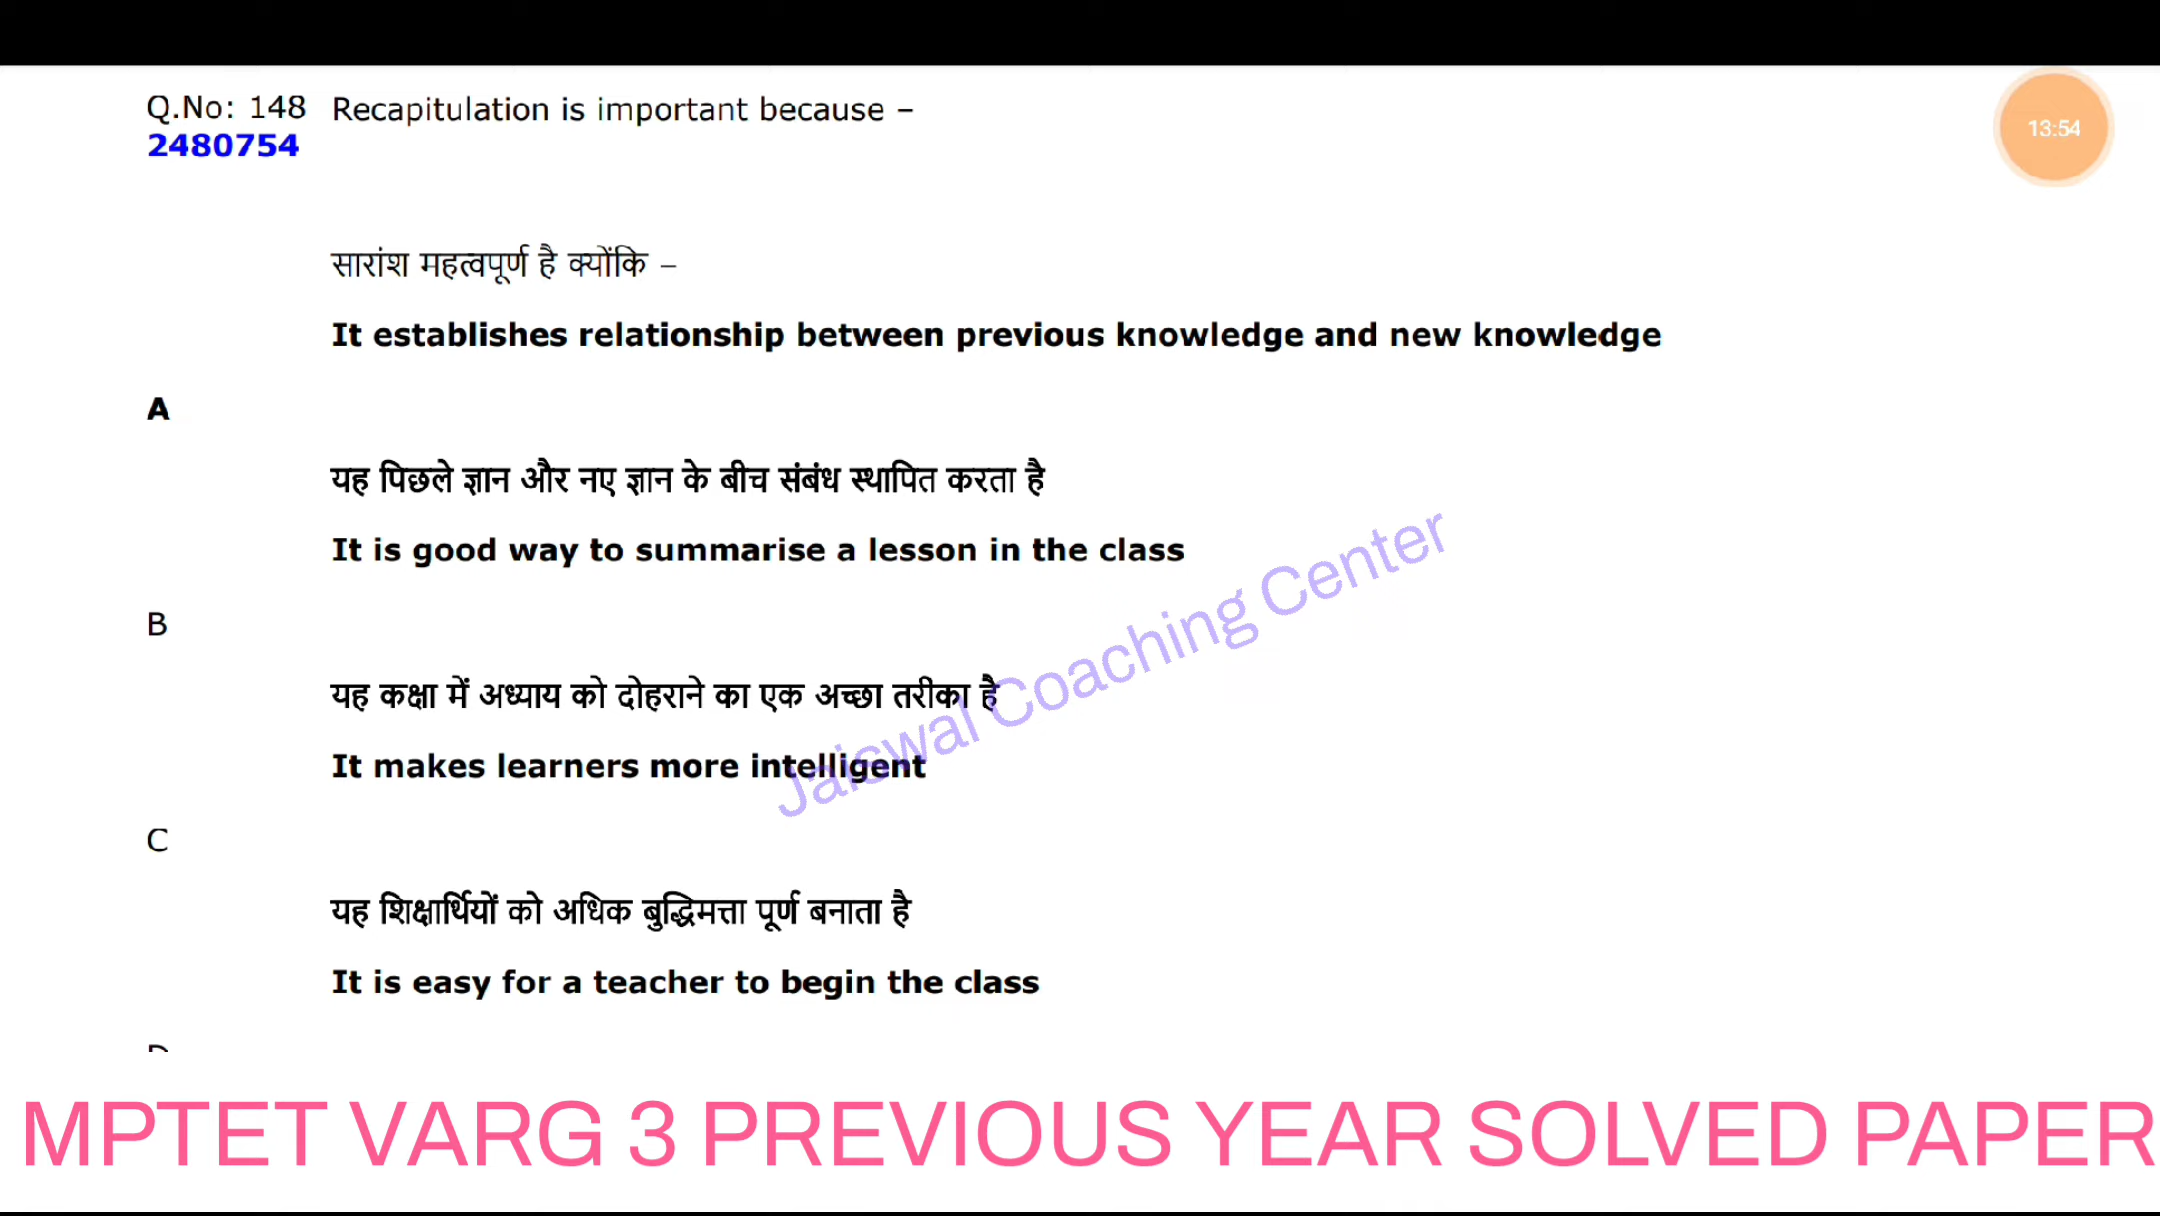 Q.No: 148 Recapitulation is important because –
2480754
13:54
सारांश महत्वपूर्ण है क्योंकि –
It establishes relationship between previous knowledge and new knowledge
A
यह पिछले ज्ञान और नए ज्ञान के बीच संबंध स्थापित करता है
It is good way to summarise a lesson in the class
B
यह कक्षा में अध्याय को दोहराने का एक अच्छा तरीका है
It makes learners more intelligent
C
यह शिक्षार्थियों को अधिक बुद्धिमत्ता पूर्ण बनाता है
It is easy for a teacher to begin the class
Jaiswal Coaching Center
MPTET VARG 3 PREVIOUS YEAR SOLVED PAPER